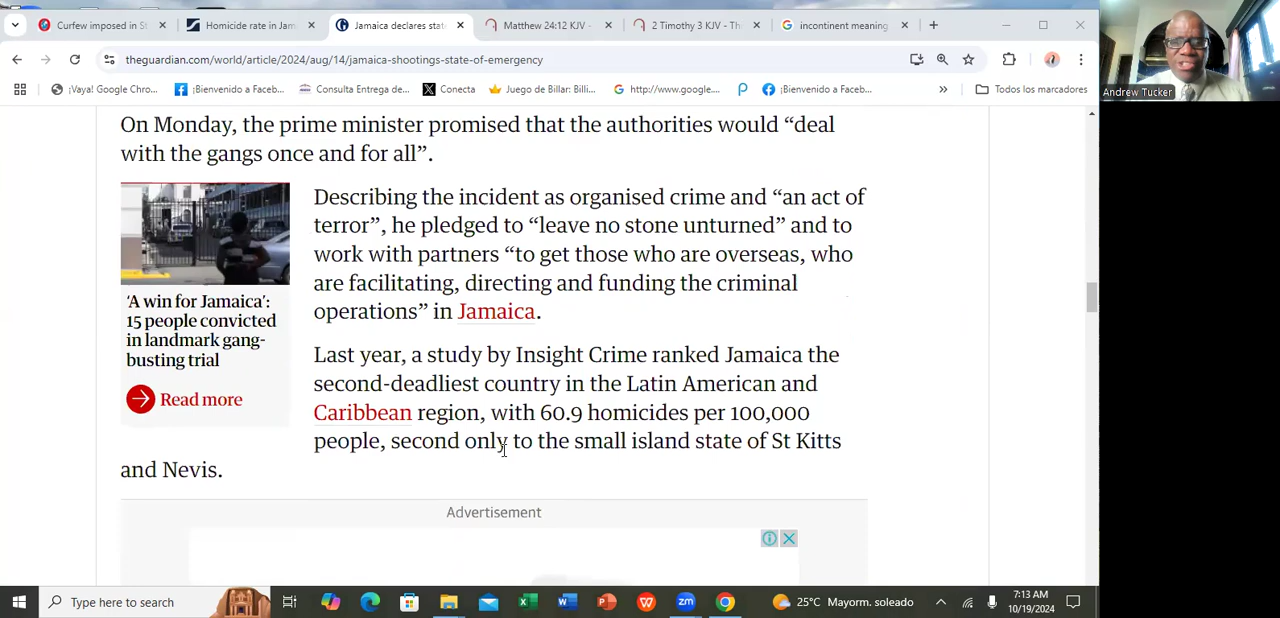 Curfew imposed in St
Homicide rate in Jam
Jamaica declares stat
Matthew 24:12 KJV -
2 Timothy 3 KJV - Th
incontinent meaning
theguardian.com/world/article/2024/aug/14/jamaica-shootings-state-of-emergency
¡Vaya! Google Chro...
¡Bienvenido a Faceb...
Consulta Entrega de...
Conecta
Juego de Billar: Billi...
http://www.google....
¡Bienvenido a Faceb...
»
Todos los marcadores
Andrew Tucker
On Monday, the prime minister promised that the authorities would “deal
with the gangs once and for all”.
‘A win for Jamaica’:
15 people convicted
in landmark gang-
busting trial
Read more
Describing the incident as organised crime and “an act of
terror”, he pledged to “leave no stone unturned” and to
work with partners “to get those who are overseas, who
are facilitating, directing and funding the criminal
operations” in Jamaica.
Last year, a study by Insight Crime ranked Jamaica the
second-deadliest country in the Latin American and
Caribbean region, with 60.9 homicides per 100,000
people, second only to the small island state of St Kitts
and Nevis.
Advertisement
Type here to search
zm
25°C Mayorm. soleado
7:13 AM
10/19/2024